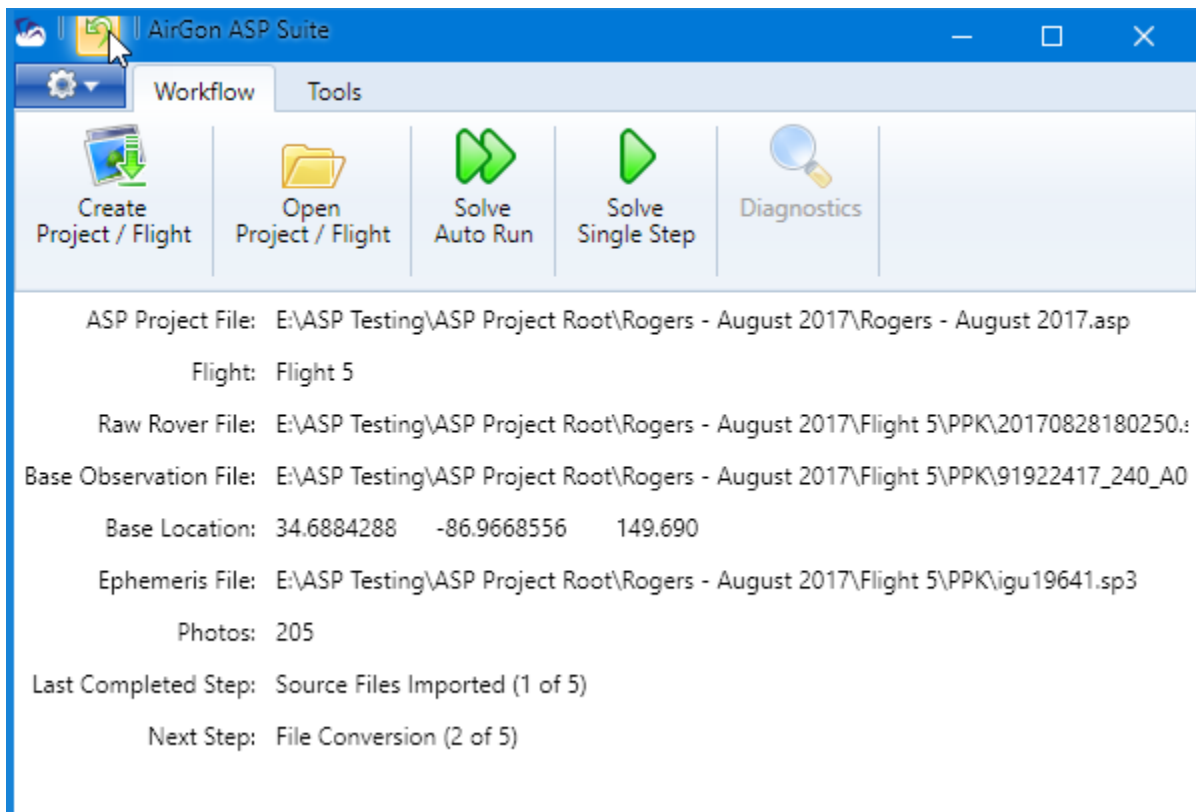 AirGon ASP Suite
Workflow Tools
Create Project / Flight
Open Project / Flight
Solve Auto Run
Solve Single Step
Diagnostics
ASP Project File: E:\ASP Testing\ASP Project Root\Rogers - August 2017\Rogers - August 2017.asp
Flight: Flight 5
Raw Rover File: E:\ASP Testing\ASP Project Root\Rogers - August 2017\Flight 5\PPK\20170828180250.
Base Observation File: E:\ASP Testing\ASP Project Root\Rogers - August 2017\Flight 5\PPK\91922417_240_A0
Base Location: 34.6884288 -86.9668556 149.690
Ephemeris File: E:\ASP Testing\ASP Project Root\Rogers - August 2017\Flight 5\PPK\igu19641.sp3
Photos: 205
Last Completed Step: Source Files Imported (1 of 5)
Next Step: File Conversion (2 of 5)